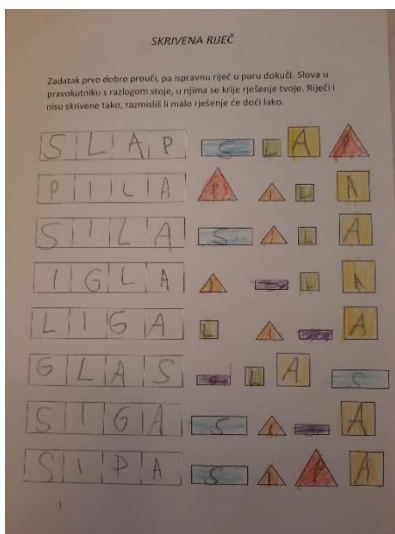 SKRIVENA RIJEČ
Zadatak prvo dobro prouči, pa ispravnu riječ u paru dokuči. Slova u
pravokutniku s razlogom stoje, u njima se krije rješenje tvoje. Riječi i
nisu skrivene tako, razmisliš li malo rješenje će doći lako.
S L A P S L A P
P I L A P I L A
S I L A S I L A
I G L A I G L A
L I G A L I G A
G L A S G L A S
S I G A S I G A
S I P A S I P A